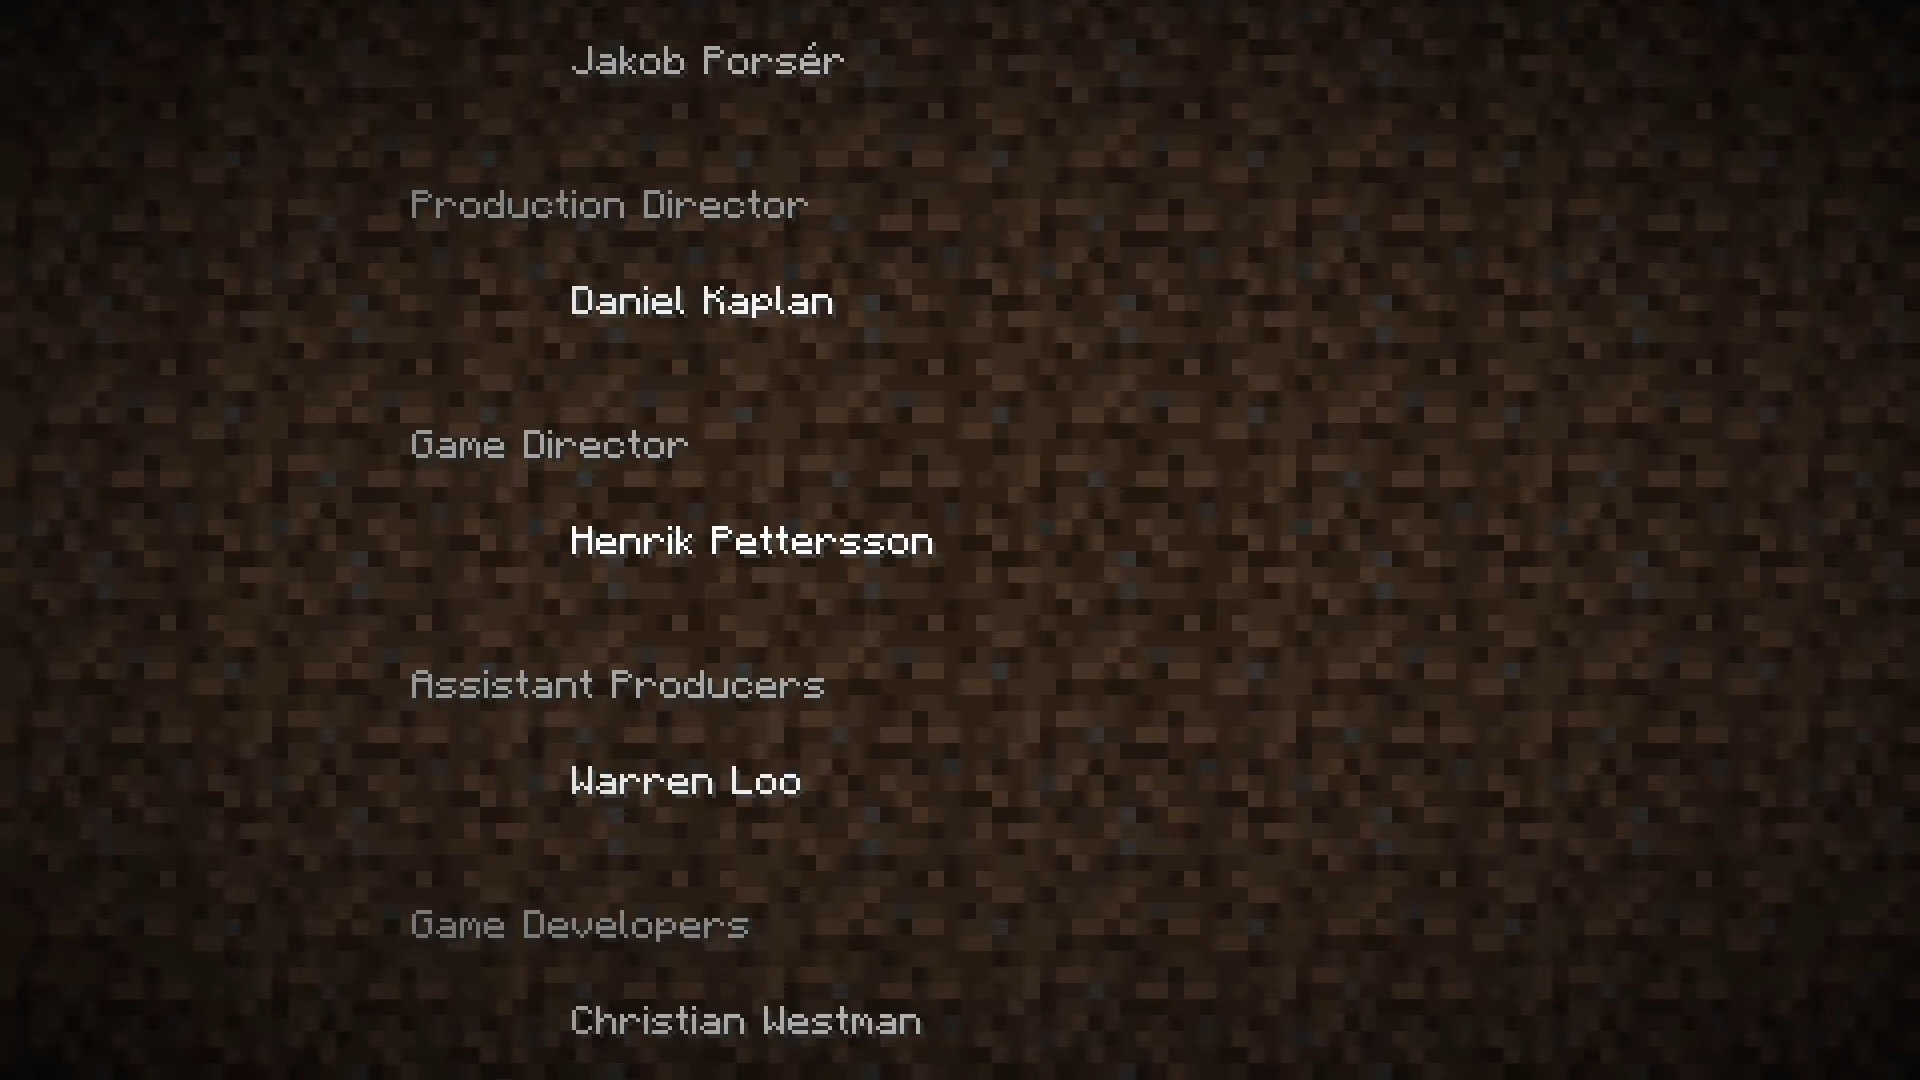 Jakob Porsér
Production Director
Daniel Kaplan
Game Director
Henrik Pettersson
Assistant Producers
Warren Loo
Game Developers
Christian Westman